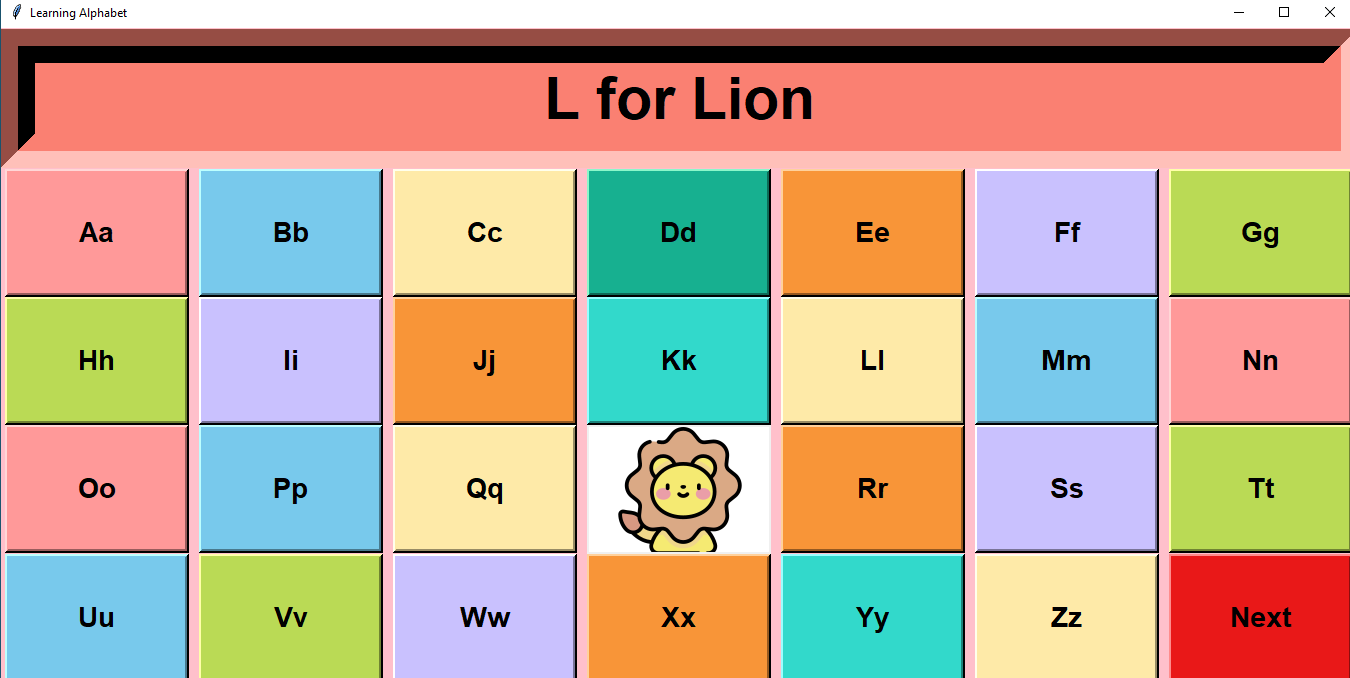 Learning Alphabet
L for Lion
Aa Bb Cc Dd Ee Ff Gg
Hh Ii Jj Kk Ll Mm Nn
Oo Pp Qq Rr Ss Tt
Uu Vv Ww Xx Yy Zz Next